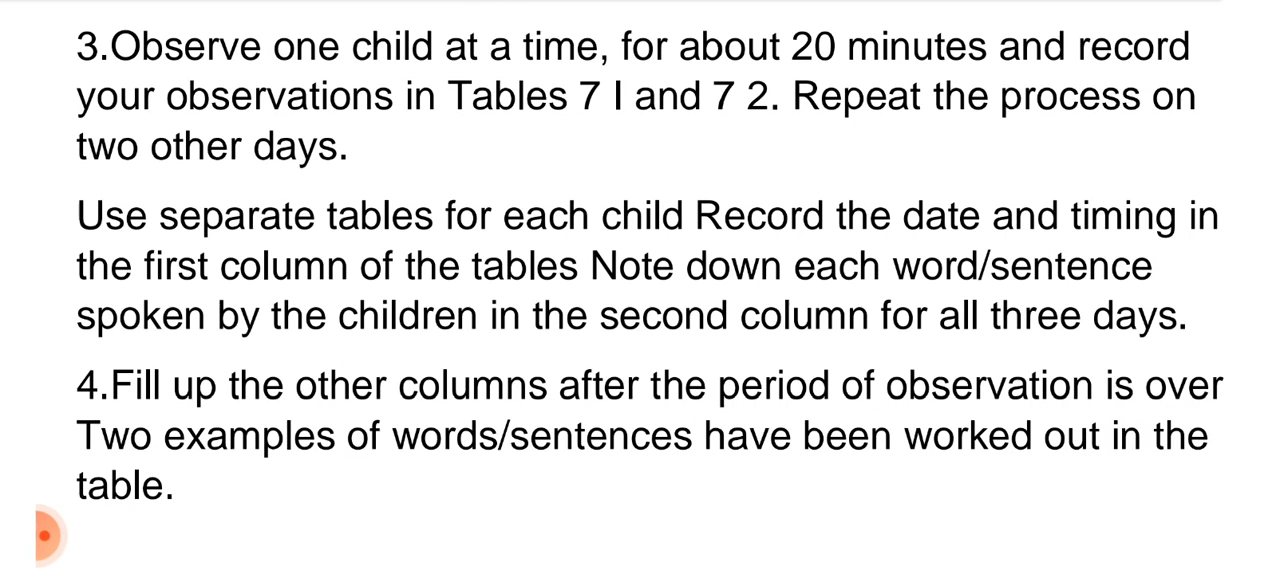 3.Observe one child at a time, for about 20 minutes and record
your observations in Tables 7 I and 7 2. Repeat the process on
two other days.
Use separate tables for each child Record the date and timing in
the first column of the tables Note down each word/sentence
spoken by the children in the second column for all three days.
4.Fill up the other columns after the period of observation is over
Two examples of words/sentences have been worked out in the
table.